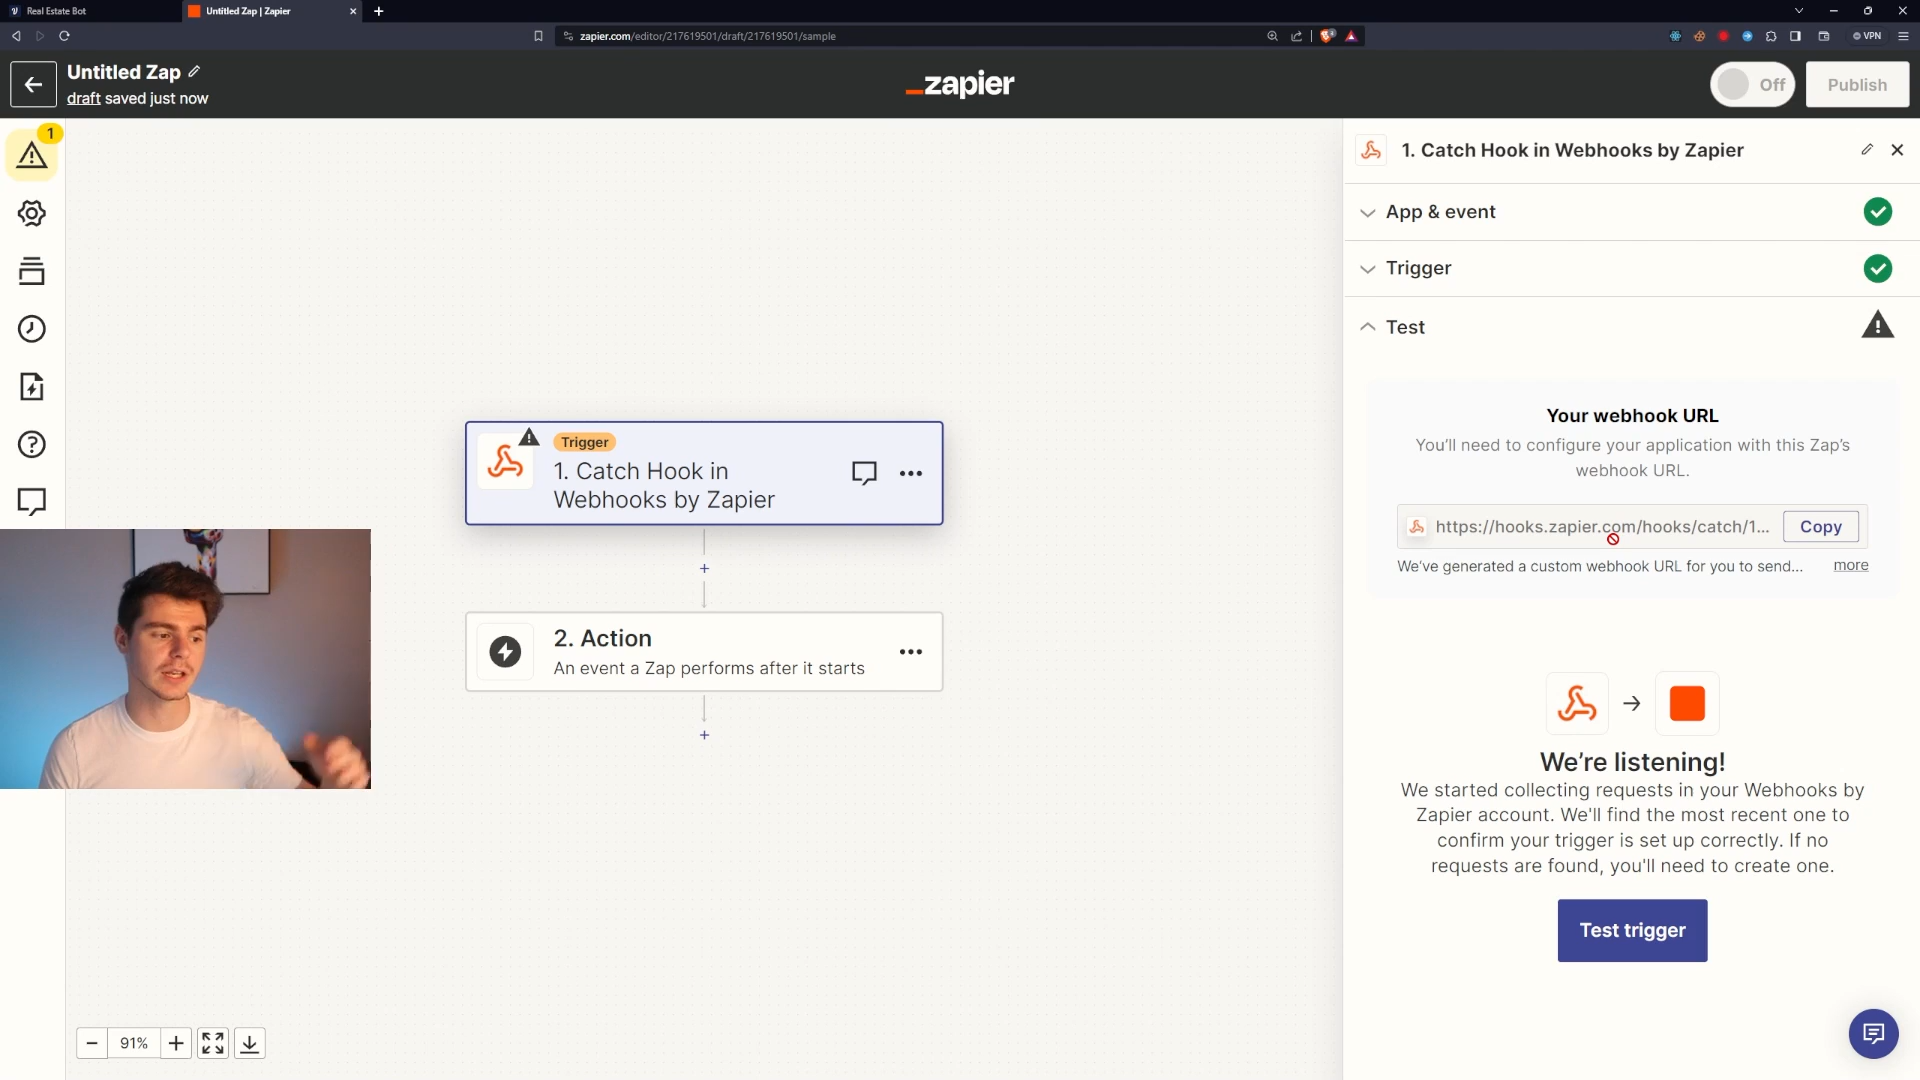 Real Estate Bot
Untitled Zap | Zapier
zapier.com/editor/217619501/draft/217619501/sample
VPN
Untitled Zap
draft saved just now
zapier
Off
Publish
1
1. Catch Hook in Webhooks by Zapier
App & event
Trigger
Test
Your webhook URL
You'll need to configure your application with this Zap's
webhook URL.
https://hooks.zapier.com/hooks/catch/1...
Copy
We've generated a custom webhook URL for you to send...
more
Trigger
1. Catch Hook in
Webhooks by Zapier
2. Action
An event a Zap performs after it starts
We're listening!
We started collecting requests in your Webhooks by
Zapier account. We'll find the most recent one to
confirm your trigger is set up correctly. If no
requests are found, you'll need to create one.
Test trigger
91%